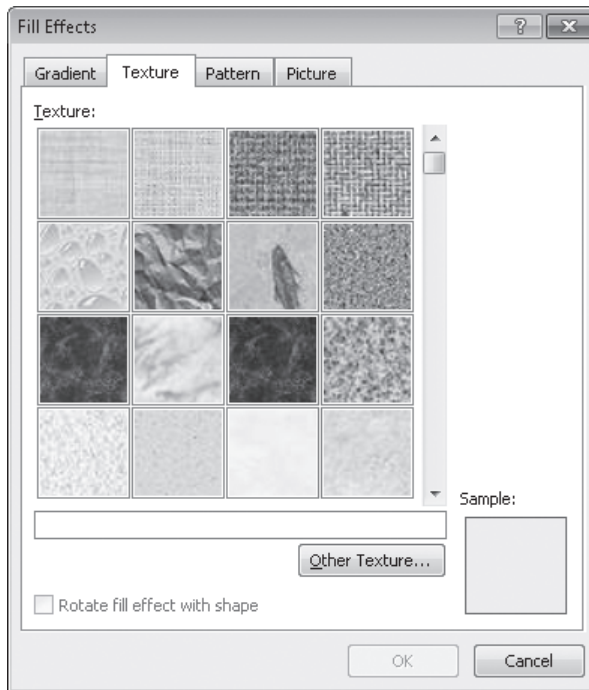 Fill Effects
Gradient Texture Pattern Picture
Texture:
Sample:
Other Texture...
Rotate fill effect with shape
OK Cancel